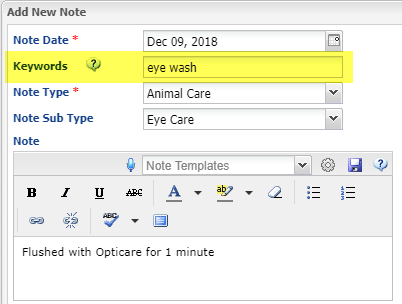 Add New Note
Note Date * Dec 09, 2018
Keywords ? eye wash
Note Type * Animal Care
Note Sub Type Eye Care
Note
Note Templates ?
B I U ABC A ab
ABC
Flushed with Opticare for 1 minute